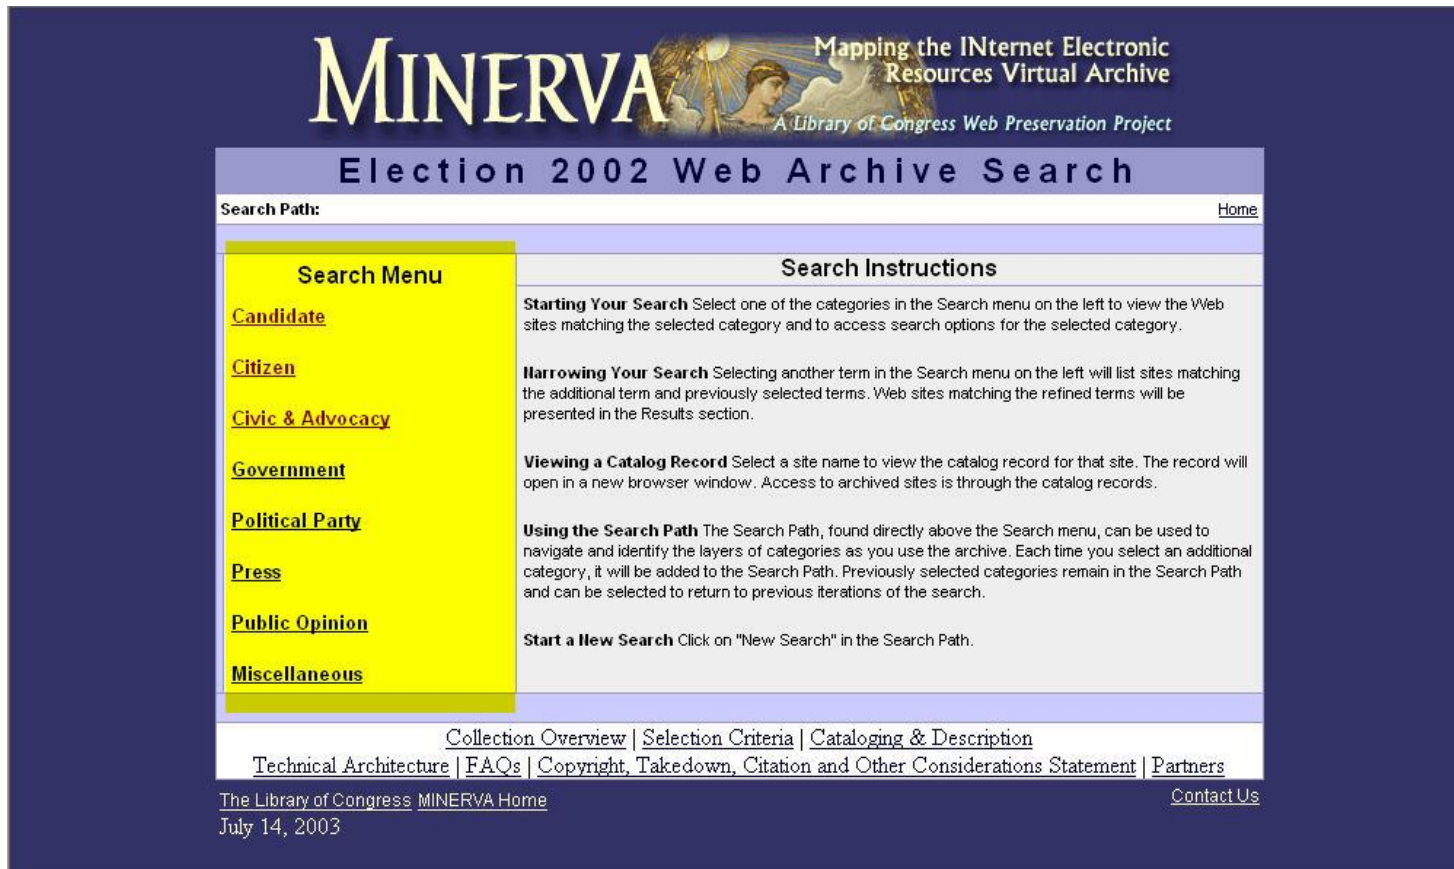 MINERVA
Mapping the INternet Electronic
Resources Virtual Archive
A Library of Congress Web Preservation Project
Election 2002 Web Archive Search
Search Path:
Home
Search Menu
Candidate
Citizen
Civic & Advocacy
Government
Political Party
Press
Public Opinion
Miscellaneous
Search Instructions
Starting Your Search Select one of the categories in the Search menu on the left to view the Web
sites matching the selected category and to access search options for the selected category.
Narrowing Your Search Selecting another term in the Search menu on the left will list sites matching
the additional term and previously selected terms. Web sites matching the refined terms will be
presented in the Results section.
Viewing a Catalog Record Select a site name to view the catalog record for that site. The record will
open in a new browser window. Access to archived sites is through the catalog records.
Using the Search Path The Search Path, found directly above the Search menu, can be used to
navigate and identify the layers of categories as you use the archive. Each time you select an additional
category, it will be added to the Search Path. Previously selected categories remain in the Search Path
and can be selected to return to previous iterations of the search.
Start a New Search Click on "New Search" in the Search Path.
Collection Overview | Selection Criteria | Cataloging & Description
Technical Architecture | FAQs | Copyright, Takedown, Citation and Other Considerations Statement | Partners
The Library of Congress MINERVA Home
Contact Us
July 14, 2003